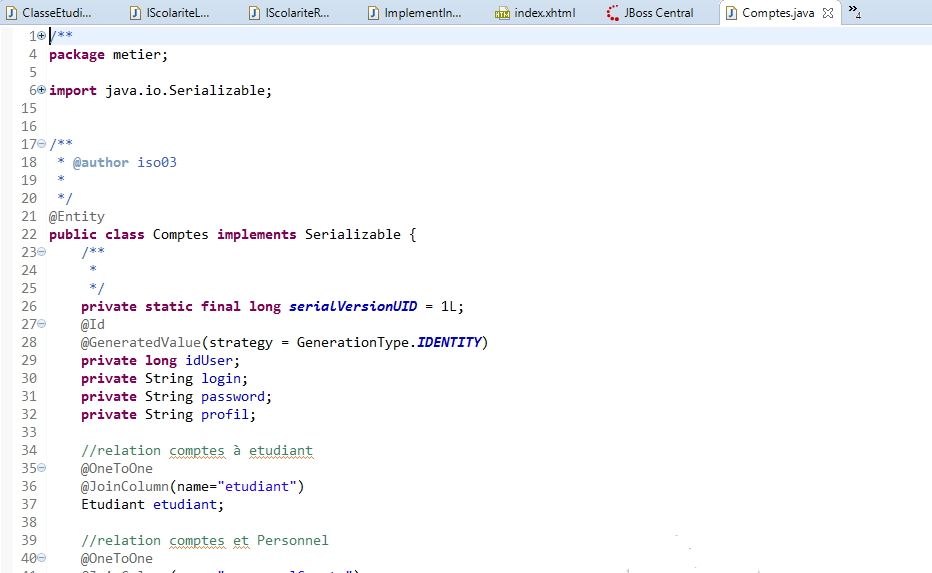 ClasseEtudi... IScolariteL... IScolariteR... ImplementIn... index.xhtml JBoss Central Comptes.java »4
1 /**
4 package metier;
5
6 import java.io.Serializable;
15
16
17 /**
18 * @author iso03
19 *
20 */
21 @Entity
22 public class Comptes implements Serializable {
23 /**
24 *
25 */
26 private static final long serialVersionUID = 1L;
27 @Id
28 @GeneratedValue(strategy = GenerationType.IDENTITY)
29 private long idUser;
30 private String login;
31 private String password;
32 private String profil;
33
34 //relation comptes à etudiant
35 @OneToOne
36 @JoinColumn(name="etudiant")
37 Etudiant etudiant;
38
39 //relation comptes et Personnel
40 @OneToOne